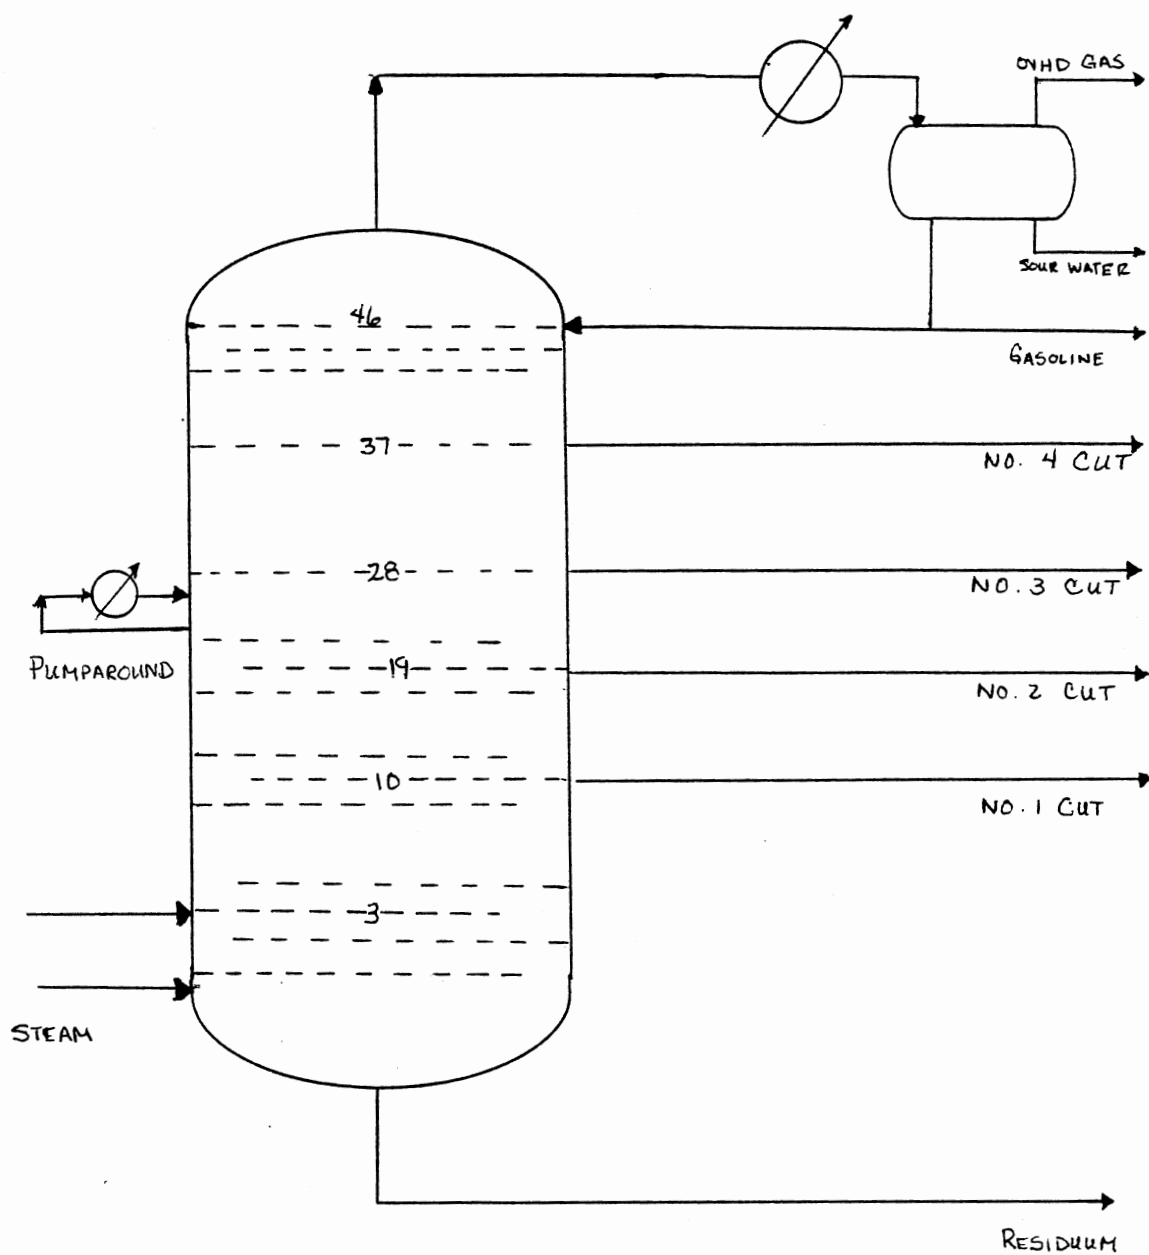 OVHD GAS
SOUR WATER
46
GASOLINE
37
NO. 4 CUT
28
NO. 3 CUT
PUMPAROUND
19
NO. 2 CUT
10
NO. 1 CUT
3
STEAM
RESIDUUM